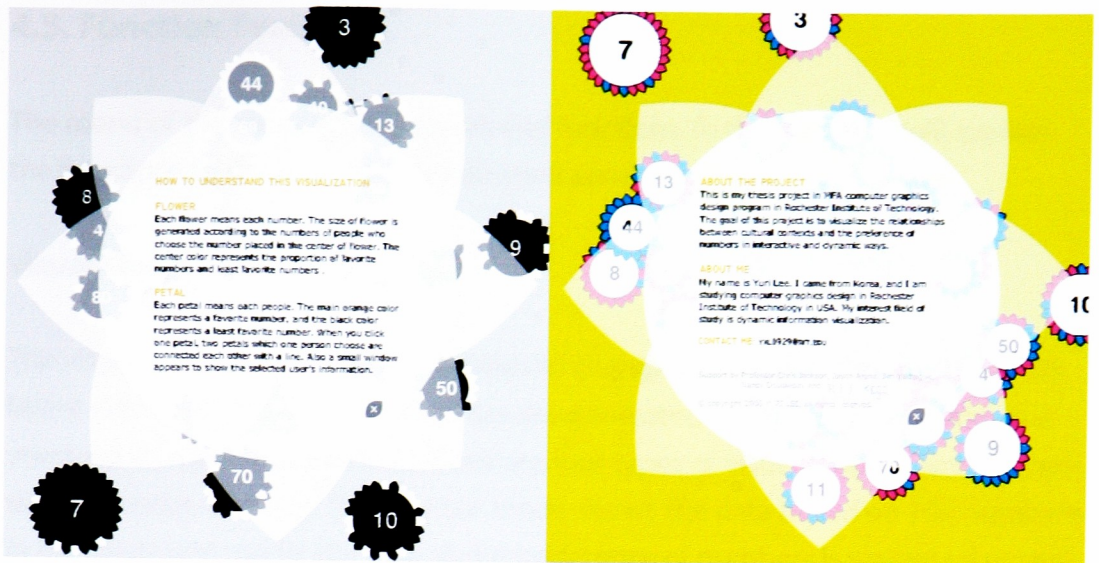 3
44
13
8
4
9
8
HOW TO UNDERSTAND THIS VISUALIZATION
FLOWER
Each flower means each number. The size of flower is
generated according to the numbers of people who
choose the number placed in the center of flower. The
center color represents the proportion of favorite
numbers and least favorite numbers .
PETAL
Each petal means each people. The main orange color
represents a favorite number, and the black color
represents a least favorite number. When you click
one petal, two petals which one person choose are
connected each other with a line. Also a small window
appears to show the selected user's information.
50
x
70
7
10
7
3
13
44
8
ABOUT THE PROJECT
This is my thesis project in MFA computer graphics
design program in Rochester Institute of Technology.
The goal of this project is to visualize the relationships
between cultural contexts and the preference of
numbers in interactive and dynamic ways.
ABOUT ME
My name is Yuri Lee. I came from Korea, and I am
studying computer graphics design in Rochester
Institute of Technology in USA. My interest field of
study is dynamic information visualization.
CONTACT ME:
10
50
4
x
9
70
11